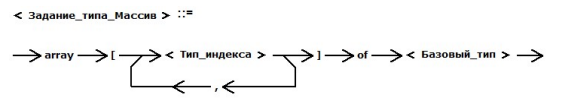 < Задание_типа_Массив > ::=
array [ < Тип_индекса > ] of < Базовый_тип >
,